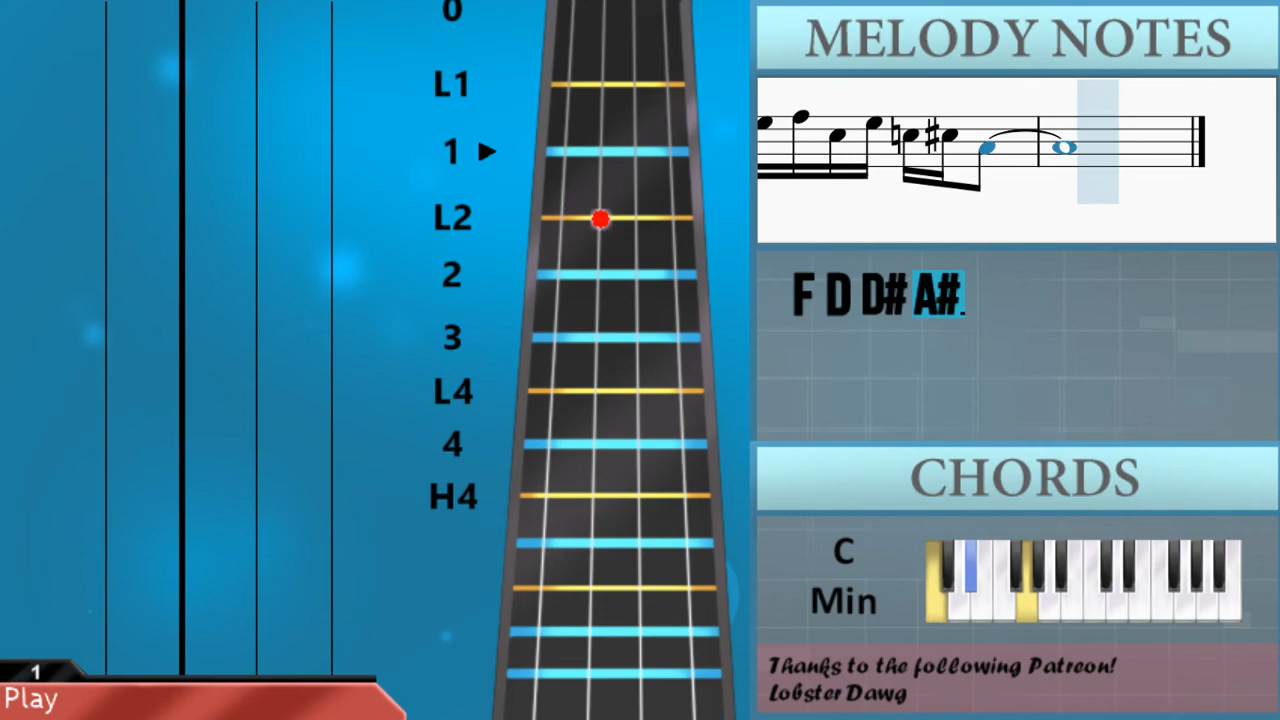 0
L1
1
L2
2
3
L4
4
H4
1
Play
MELODY NOTES
F D D# A#.
CHORDS
C
Min
Thanks to the following Patreon!
Lobster Dawg